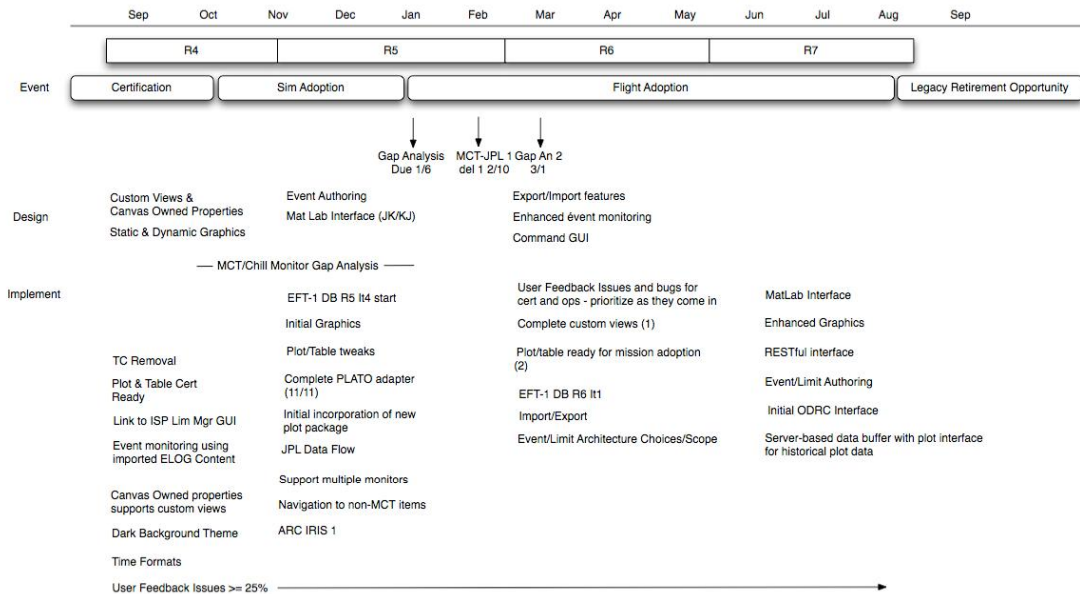 Sep Oct Nov Dec Jan Feb Mar Apr May Jun Jul Aug Sep
R4 R5 R6 R7
Event Certification Sim Adoption Flight Adoption Legacy Retirement Opportunity
Gap Analysis
Due 1/6
MCT-JPL 1
del 1 2/10
Gap An 2
3/1
Design
Custom Views &
Canvas Owned Properties
Static & Dynamic Graphics
Event Authoring
Mat Lab Interface (JK/KJ)
Export/Import features
Enhanced évent monitoring
Command GUI
MCT/Chill Monitor Gap Analysis
Implement
TC Removal
Plot & Table Cert
Ready
Link to ISP Lim Mgr GUI
Event monitoring using
imported ELOG Content
Canvas Owned properties
supports custom views
Dark Background Theme
Time Formats
User Feedback Issues >= 25%
EFT-1 DB R5 It4 start
Initial Graphics
Plot/Table tweaks
Complete PLATO adapter
(11/11)
Initial incorporation of new
plot package
JPL Data Flow
Support multiple monitors
Navigation to non-MCT items
ARC IRIS 1
User Feedback Issues and bugs for
cert and ops - prioritize as they come in
Complete custom views (1)
Plot/table ready for mission adoption
(2)
EFT-1 DB R6 It1
Import/Export
Event/Limit Architecture Choices/Scope
MatLab Interface
Enhanced Graphics
RESTful interface
Event/Limit Authoring
Initial ODRC Interface
Server-based data buffer with plot interface
for historical plot data